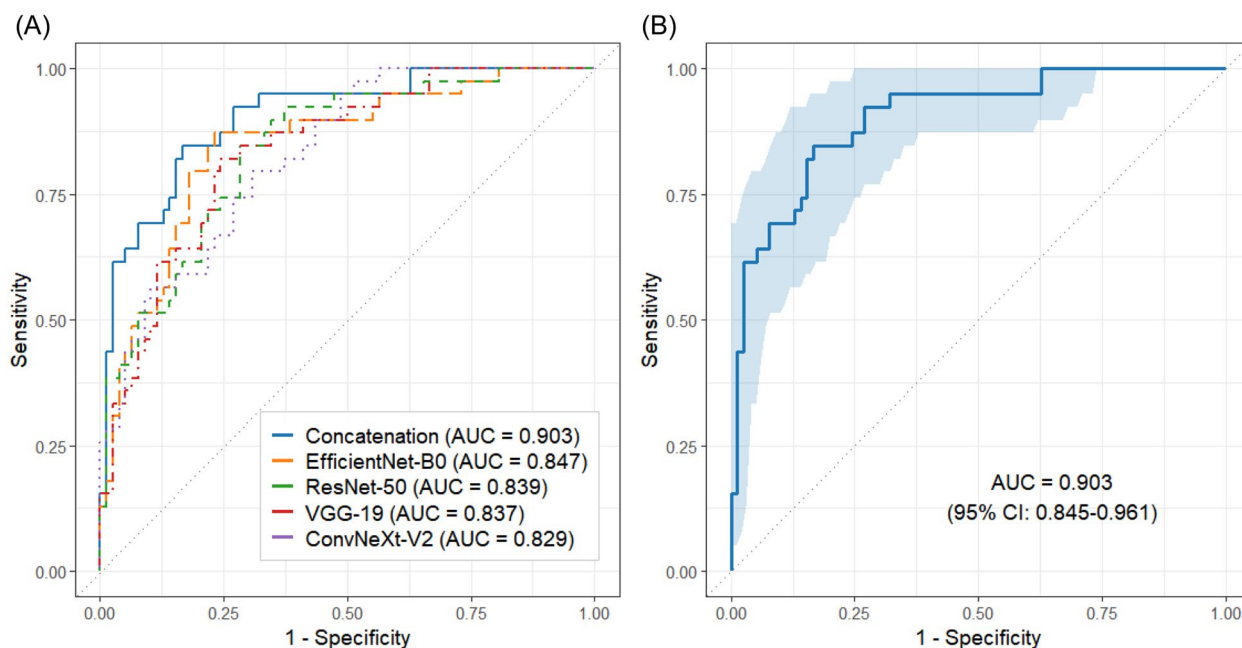 (A)
1.00
0.75
0.50
0.25
0.00
Sensitivity
Concatenation (AUC = 0.903)
EfficientNet-B0 (AUC = 0.847)
ResNet-50 (AUC = 0.839)
VGG-19 (AUC = 0.837)
ConvNeXt-V2 (AUC = 0.829)
0.00 0.25 0.50 0.75 1.00
1 - Specificity
(B)
1.00
0.75
0.50
0.25
0.00
Sensitivity
AUC = 0.903
(95% CI: 0.845-0.961)
0.00 0.25 0.50 0.75 1.00
1 - Specificity